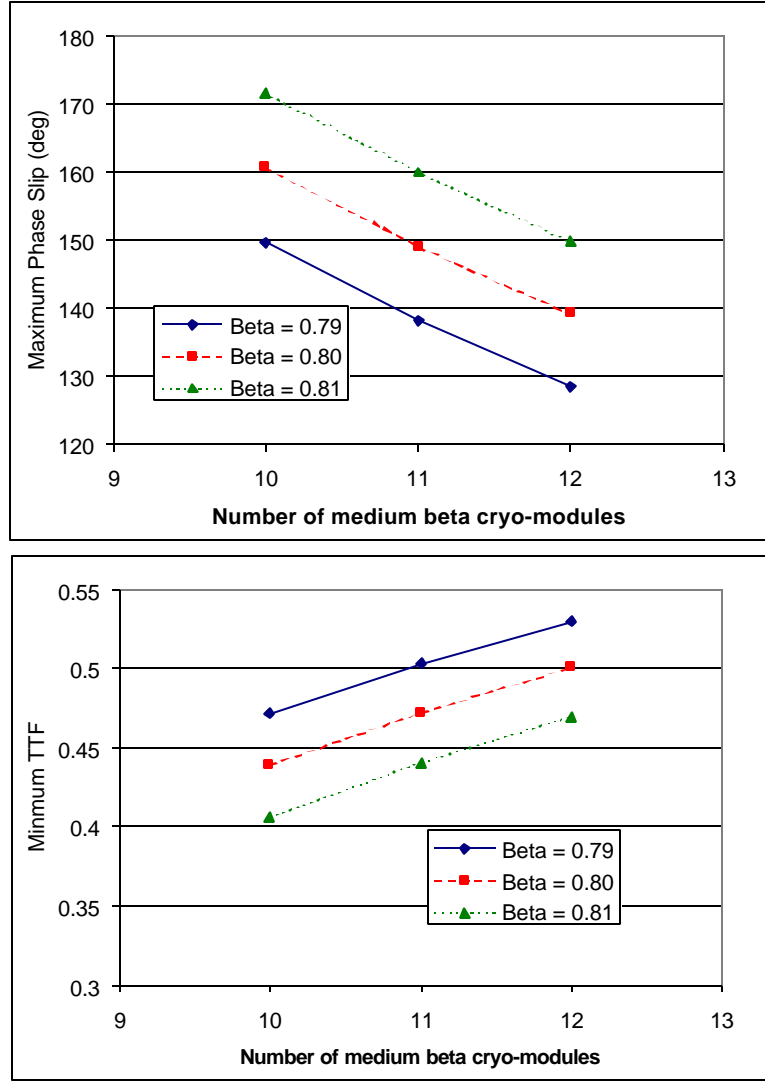 180
170
160
150
140
130
120
Maximum Phase Slip (deg)
Beta = 0.79
Beta = 0.80
Beta = 0.81
9 10 11 12 13
Number of medium beta cryo-modules
0.55
0.5
0.45
0.4
0.35
0.3
Minmum TTF
Beta = 0.79
Beta = 0.80
Beta = 0.81
9 10 11 12 13
Number of medium beta cryo-modules